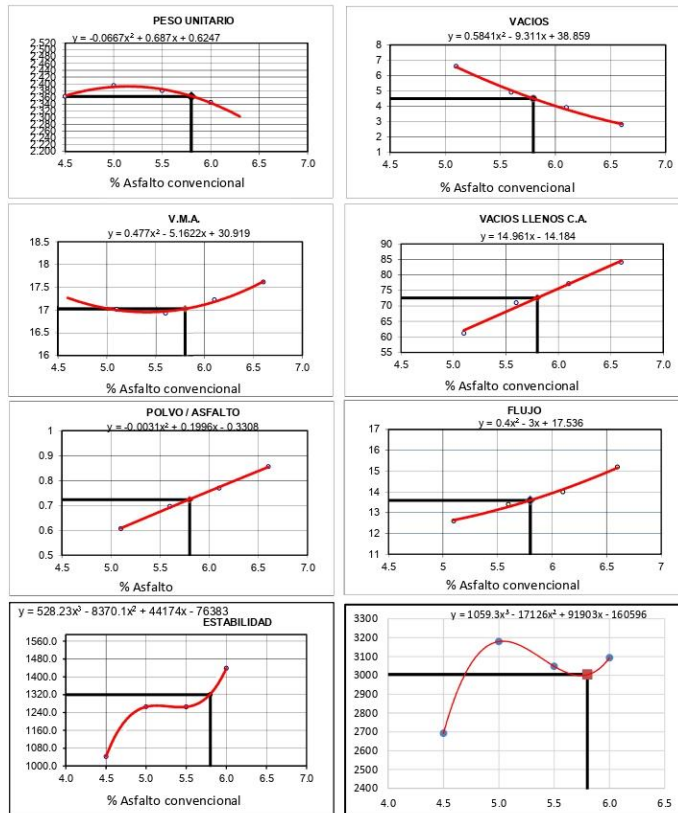 PESO UNITARIO
y = -0.0667x² + 0.687x + 0.6247
2.520
2.500
2.480
2.460
2.440
2.420
2.400
2.380
2.360
2.340
2.320
2.300
2.280
2.260
2.240
2.220
2.200
4.5 5.0 5.5 6.0 6.5 7.0
% Asfalto convencional
VACIOS
y = 0.5841x² - 9.311x + 38.859
8
7
6
5
4
3
2
1
4.5 5.0 5.5 6.0 6.5 7.0
% Asfalto convencional
V.M.A.
y = 0.477x² - 5.1622x + 30.919
18.5
18
17.5
17
16.5
16
4.5 5.0 5.5 6.0 6.5 7.0
% Asfalto convencional
VACIOS LLENOS C.A.
y = 14.961x - 14.184
90
85
80
75
70
65
60
55
4.5 5.0 5.5 6.0 6.5 7.0
% Asfalto convencional
POLVO / ASFALTO
y = -0.0031x² + 0.1996x - 0.3308
1
0.9
0.8
0.7
0.6
0.5
4.5 5.0 5.5 6.0 6.5 7.0
% Asfalto
FLUJO
y = 0.4x² - 3x + 17.536
17
16
15
14
13
12
11
4.5 5 5.5 6 6.5 7
% Asfalto convencional
y = 528.23x³ - 8370.1x² + 44174x - 76383
ESTABILIDAD
1560.0
1480.0
1400.0
1320.0
1240.0
1160.0
1080.0
1000.0
4.0 4.5 5.0 5.5 6.0 6.5 7.0
% Asfalto convencional
y = 1059.3x³ - 17126x² + 91903x - 160596
3300
3200
3100
3000
2900
2800
2700
2600
2500
2400
4.0 4.5 5.0 5.5 6.0 6.5